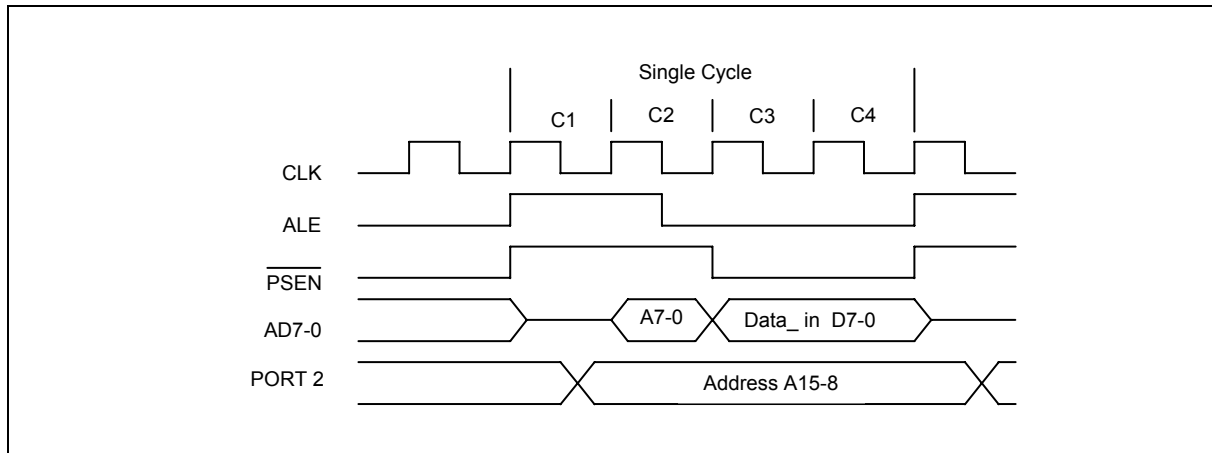 Single Cycle
C1 C2 C3 C4
CLK
ALE
PSEN
AD7-0 A7-0 Data_ in D7-0
PORT 2 Address A15-8